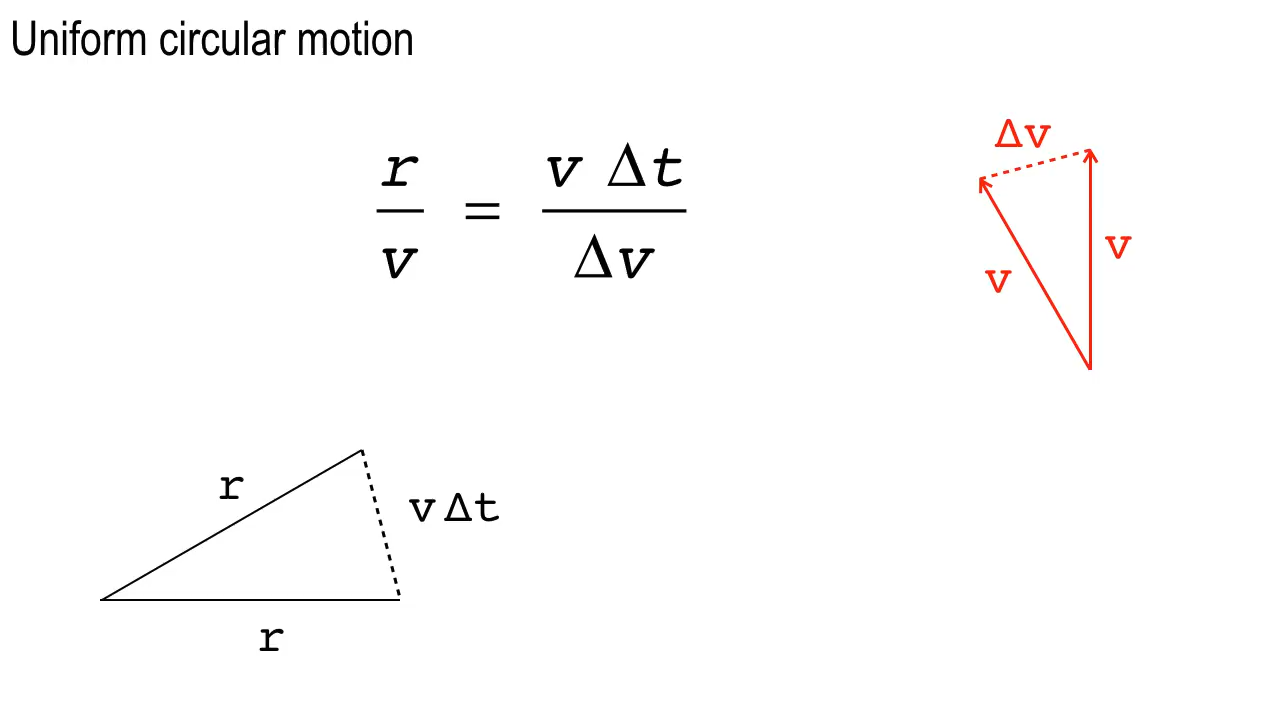 Uniform circular motion
r/v = v Δt/Δv
Δv
v
v
r
v Δt
r